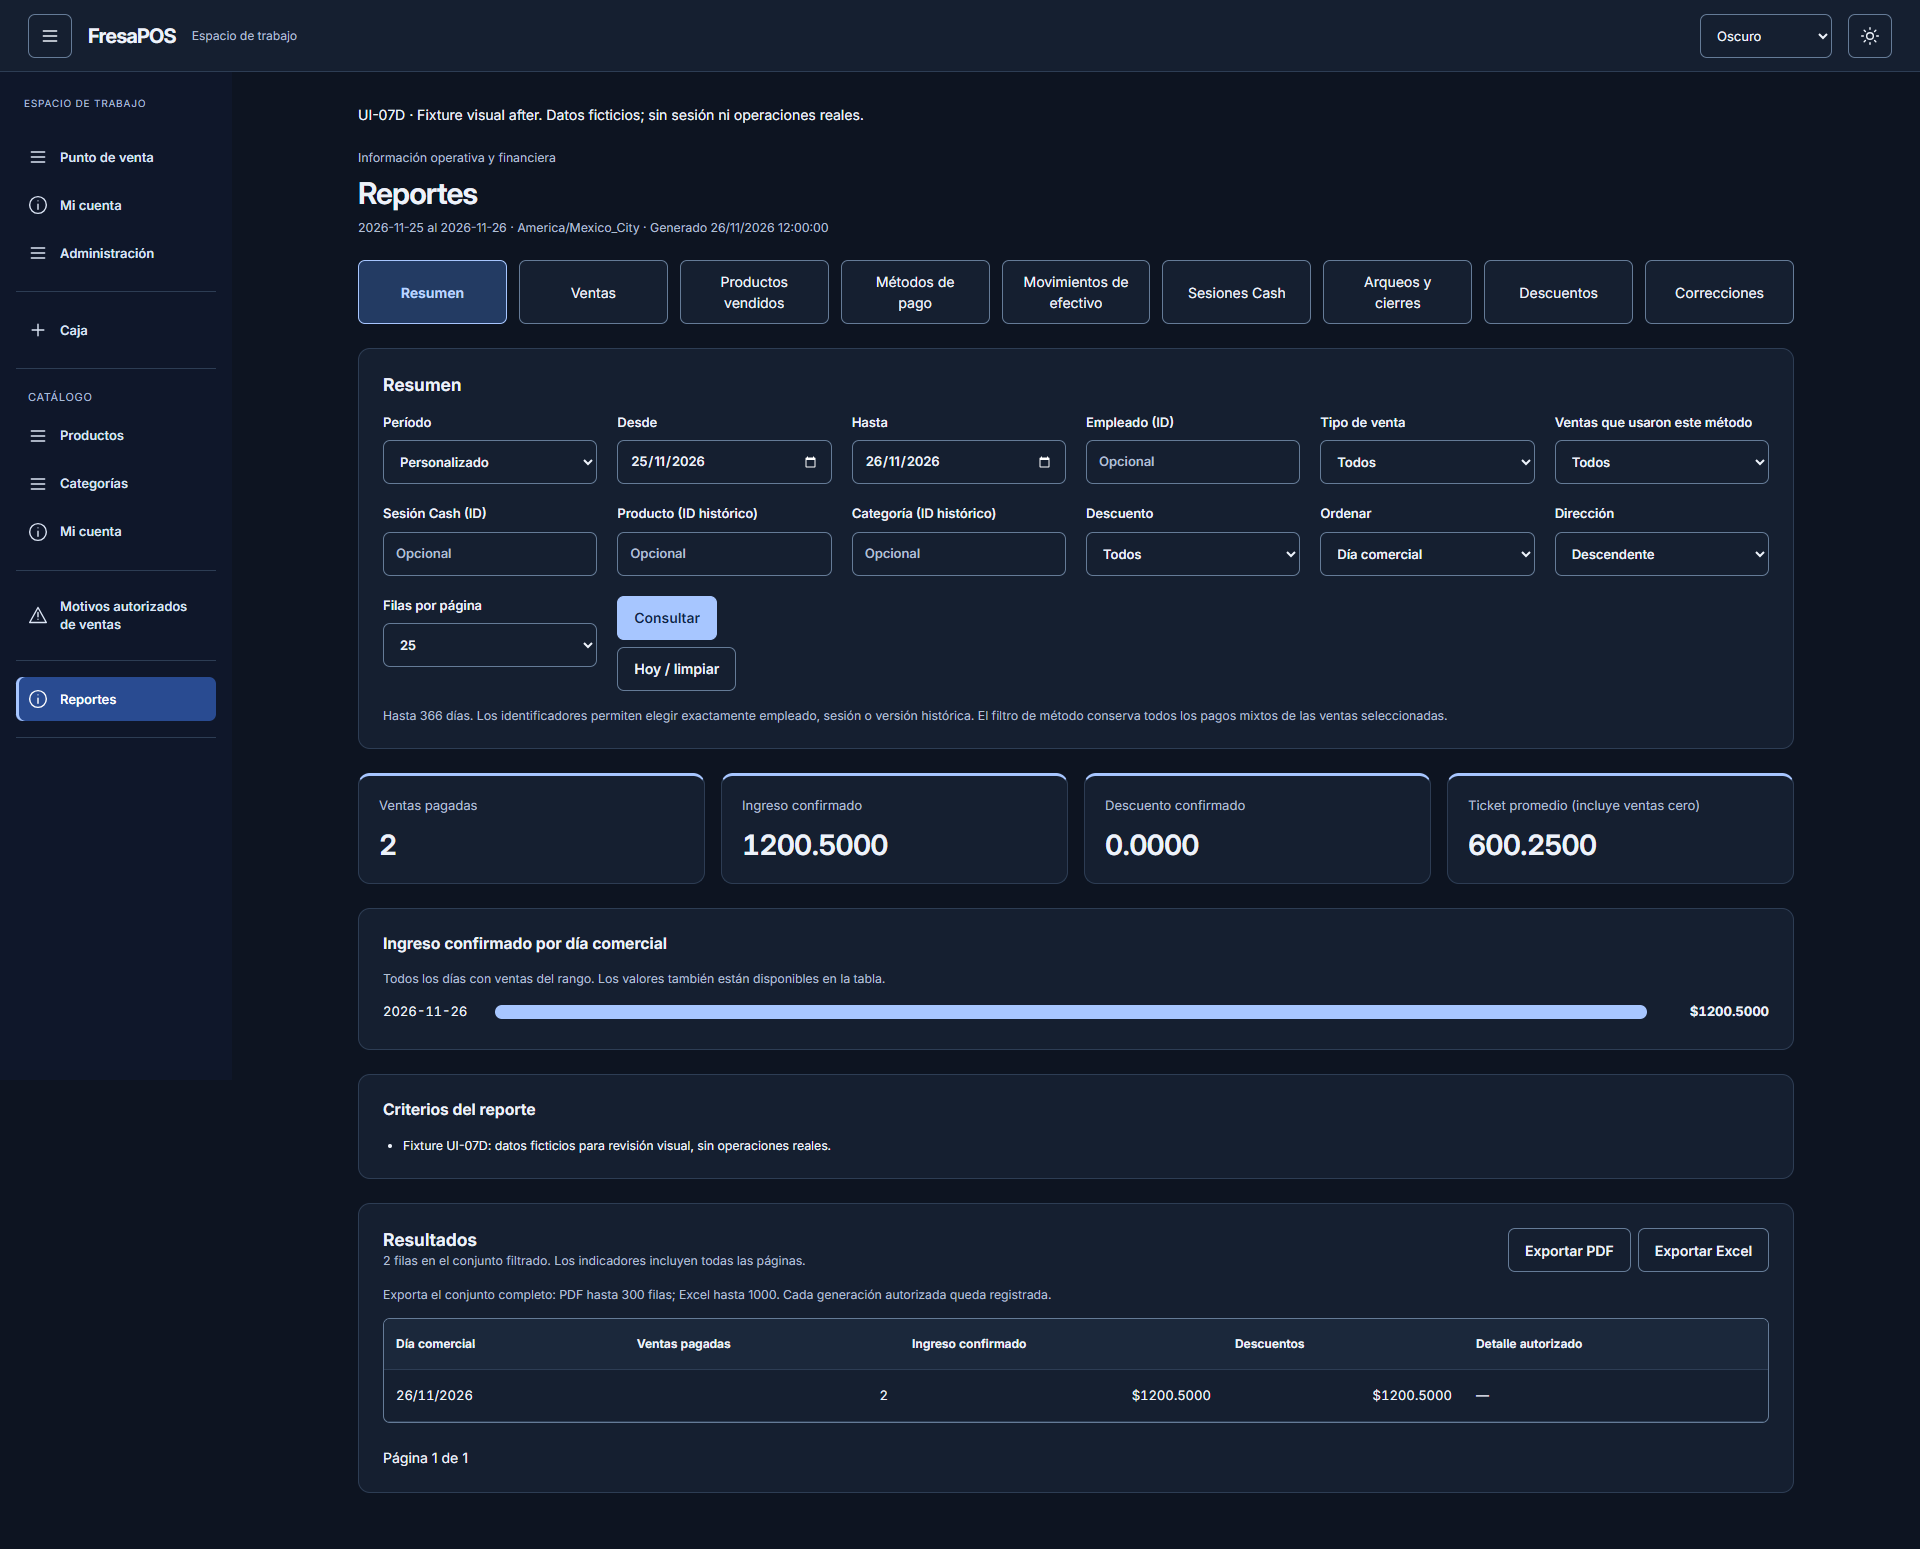 FresaPOS
Espacio de trabajo
Oscuro
ESPACIO DE TRABAJO
Punto de venta
Mi cuenta
Administración
Caja
CATÁLOGO
Productos
Categorías
Mi cuenta
Motivos autorizados
de ventas
Reportes
UI-07D · Fixture visual after. Datos ficticios; sin sesión ni operaciones reales.
Información operativa y financiera
Reportes
2026-11-25 al 2026-11-26 · America/Mexico_City · Generado 26/11/2026 12:00:00
Resumen
Ventas
Productos
vendidos
Métodos de
pago
Movimientos de
efectivo
Sesiones Cash
Arqueos y
cierres
Descuentos
Correcciones
Resumen
Período
Desde
Hasta
Empleado (ID)
Tipo de venta
Ventas que usaron este método
Personalizado
25/11/2026
26/11/2026
Opcional
Todos
Todos
Sesión Cash (ID)
Producto (ID histórico)
Categoría (ID histórico)
Descuento
Ordenar
Dirección
Opcional
Opcional
Opcional
Todos
Día comercial
Descendente
Filas por página
25
Consultar
Hoy / limpiar
Hasta 366 días. Los identificadores permiten elegir exactamente empleado, sesión o versión histórica. El filtro de método conserva todos los pagos mixtos de las ventas seleccionadas.
Ventas pagadas
2
Ingreso confirmado
1200.5000
Descuento confirmado
0.0000
Ticket promedio (incluye ventas cero)
600.2500
Ingreso confirmado por día comercial
Todos los días con ventas del rango. Los valores también están disponibles en la tabla.
2026-11-26
$1200.5000
Criterios del reporte
• Fixture UI-07D: datos ficticios para revisión visual, sin operaciones reales.
Resultados
2 filas en el conjunto filtrado. Los indicadores incluyen todas las páginas.
Exportar PDF
Exportar Excel
Exporta el conjunto completo: PDF hasta 300 filas; Excel hasta 1000. Cada generación autorizada queda registrada.
Día comercial Ventas pagadas Ingreso confirmado Descuentos Detalle autorizado
26/11/2026 2 $1200.5000 $1200.5000 —
Página 1 de 1